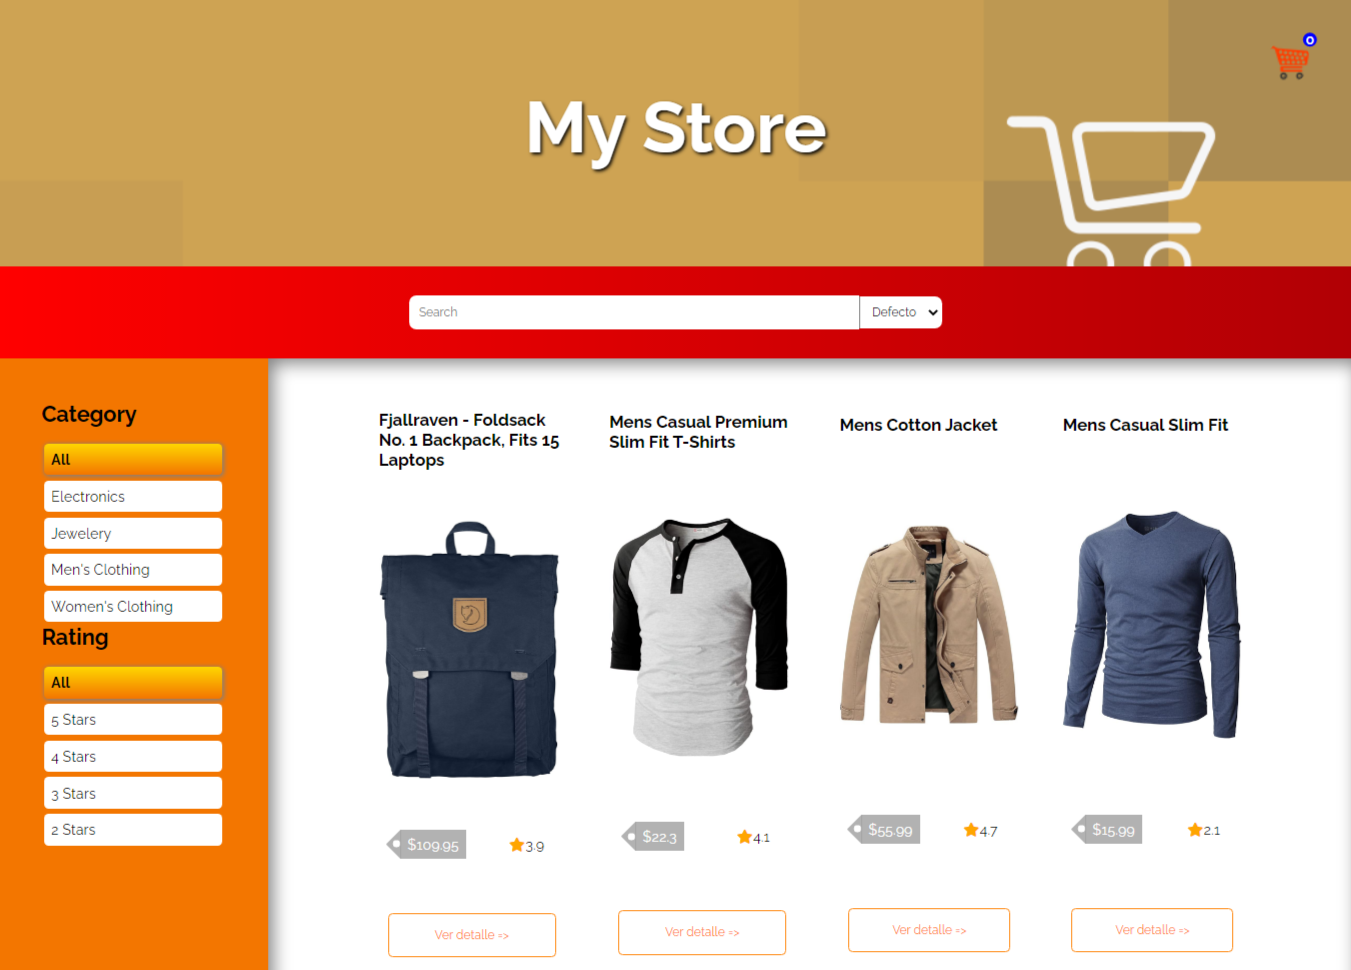 0
My Store
Search
Defecto
Category
All
Electronics
Jewelery
Men's Clothing
Women's Clothing
Rating
All
5 Stars
4 Stars
3 Stars
2 Stars
Fjallraven - Foldsack
No. 1 Backpack, Fits 15
Laptops
$109.95
3.9
Ver detalle =>
Mens Casual Premium
Slim Fit T-Shirts
$22.3
4.1
Ver detalle =>
Mens Cotton Jacket
$55.99
4.7
Ver detalle =>
Mens Casual Slim Fit
$15.99
2.1
Ver detalle =>